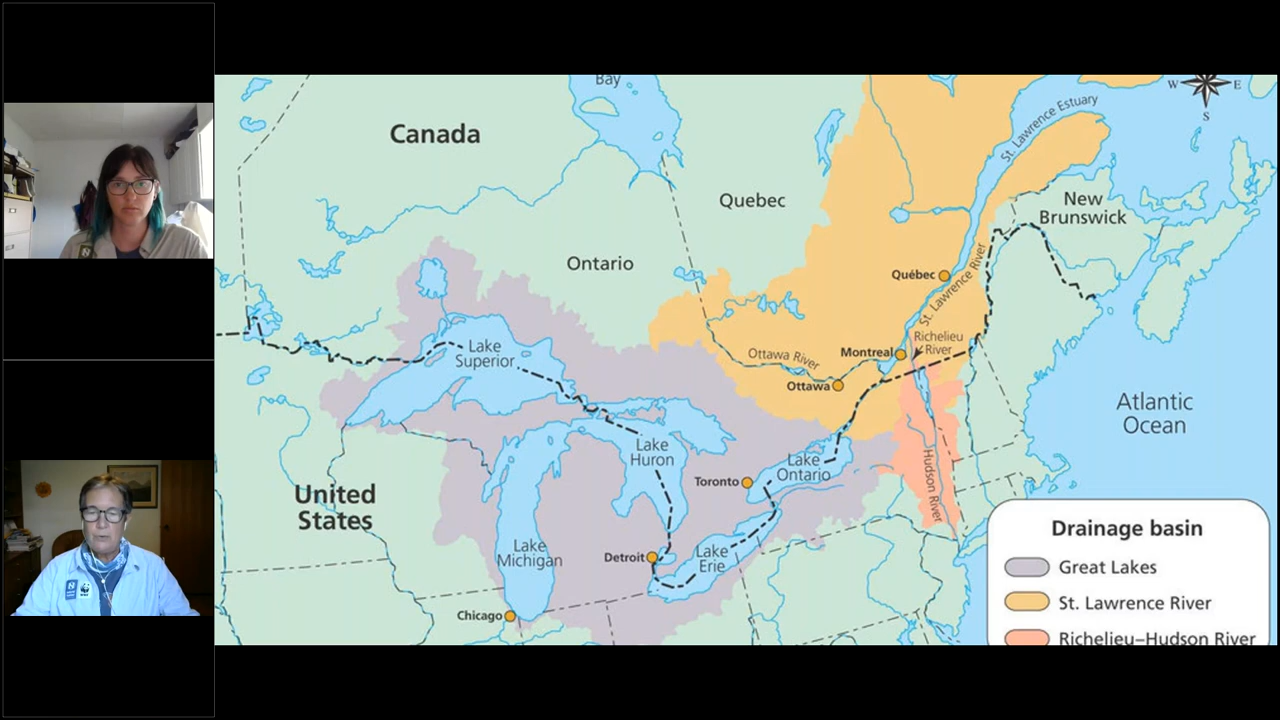 Bay
W
E
S
St. Lawrence Estuary
Canada
Quebec
New
Brunswick
Ontario
Québec
St. Lawrence River
Richelieu
River
Lake
Superior
Ottawa River
Montreal
Ottawa
Atlantic
Ocean
Lake
Huron
Lake
Ontario
Toronto
Hudson River
United
States
Lake
Michigan
Detroit
Lake
Erie
Chicago
Drainage basin
Great Lakes
St. Lawrence River
Richelieu–Hudson River